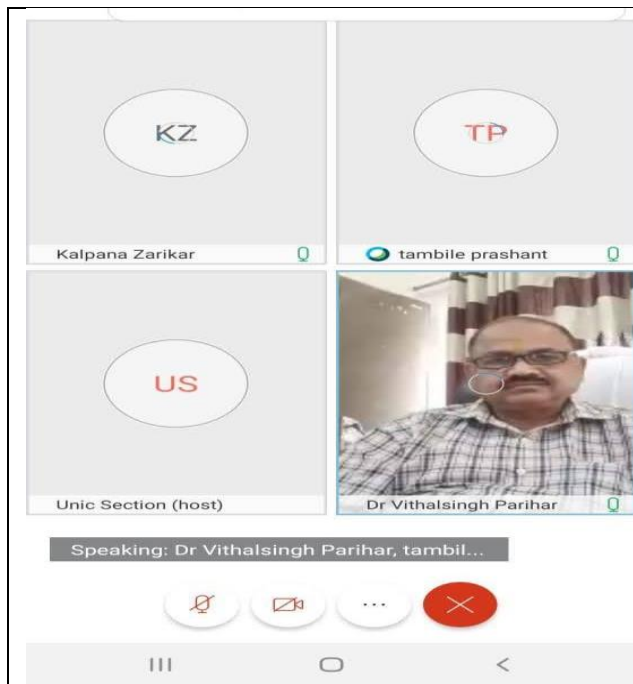 KZ
TP
Kalpana Zarikar
tambile prashant
US
Unic Section (host)
Dr Vithalsingh Parihar
Speaking: Dr Vithalsingh Parihar, tambil...